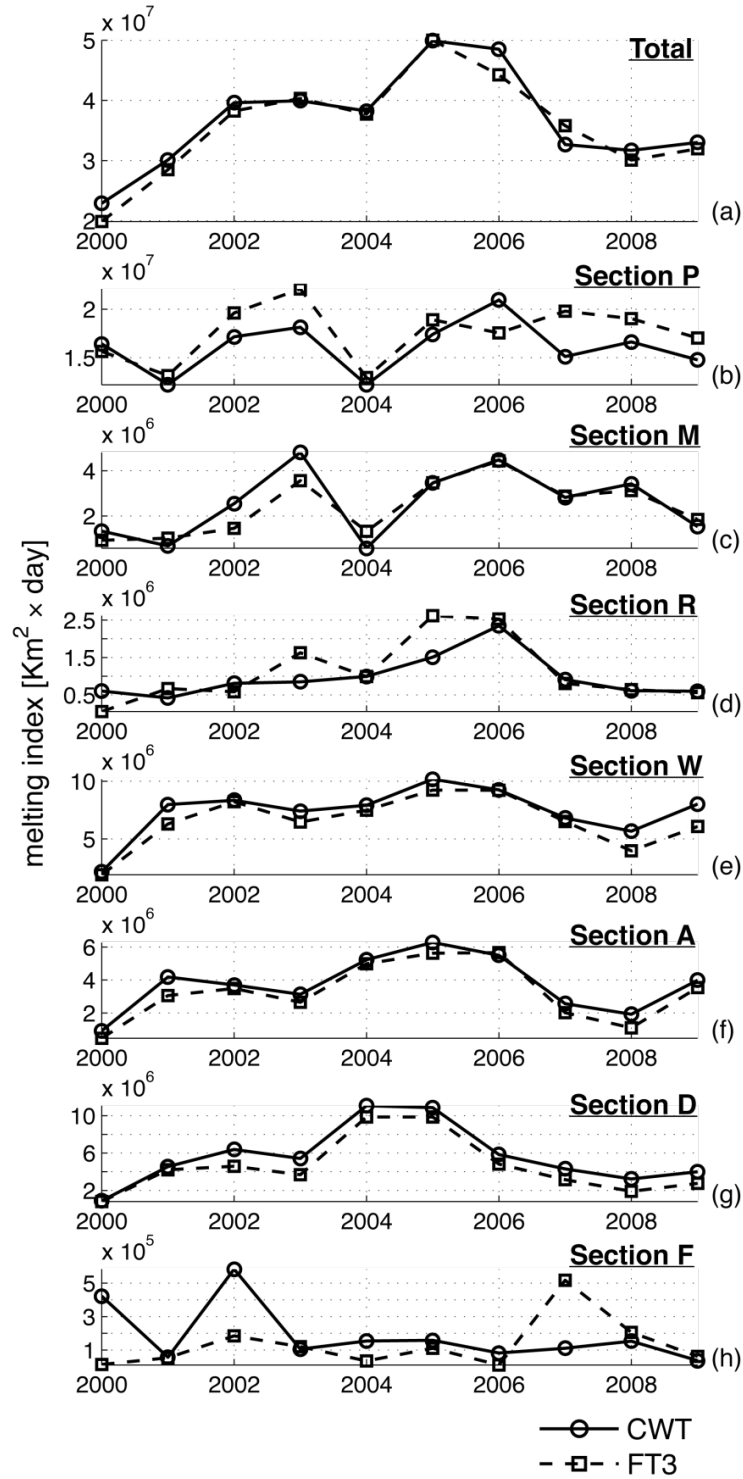 x 10^7
Total
5
4
3
2
2000 2002 2004 2006 2008
(a)
x 10^7
Section P
2
1.5
2000 2002 2004 2006 2008
(b)
x 10^6
Section M
4
2
2000 2002 2004 2006 2008
(c)
melting index [Km² × day]
x 10^6
Section R
2.5
1.5
0.5
2000 2002 2004 2006 2008
(d)
x 10^6
Section W
10
5
2000 2002 2004 2006 2008
(e)
x 10^6
Section A
6
4
2
2000 2002 2004 2006 2008
(f)
x 10^6
Section D
10
6
2
2000 2002 2004 2006 2008
(g)
x 10^5
Section F
5
3
1
2000 2002 2004 2006 2008
(h)
CWT
FT3